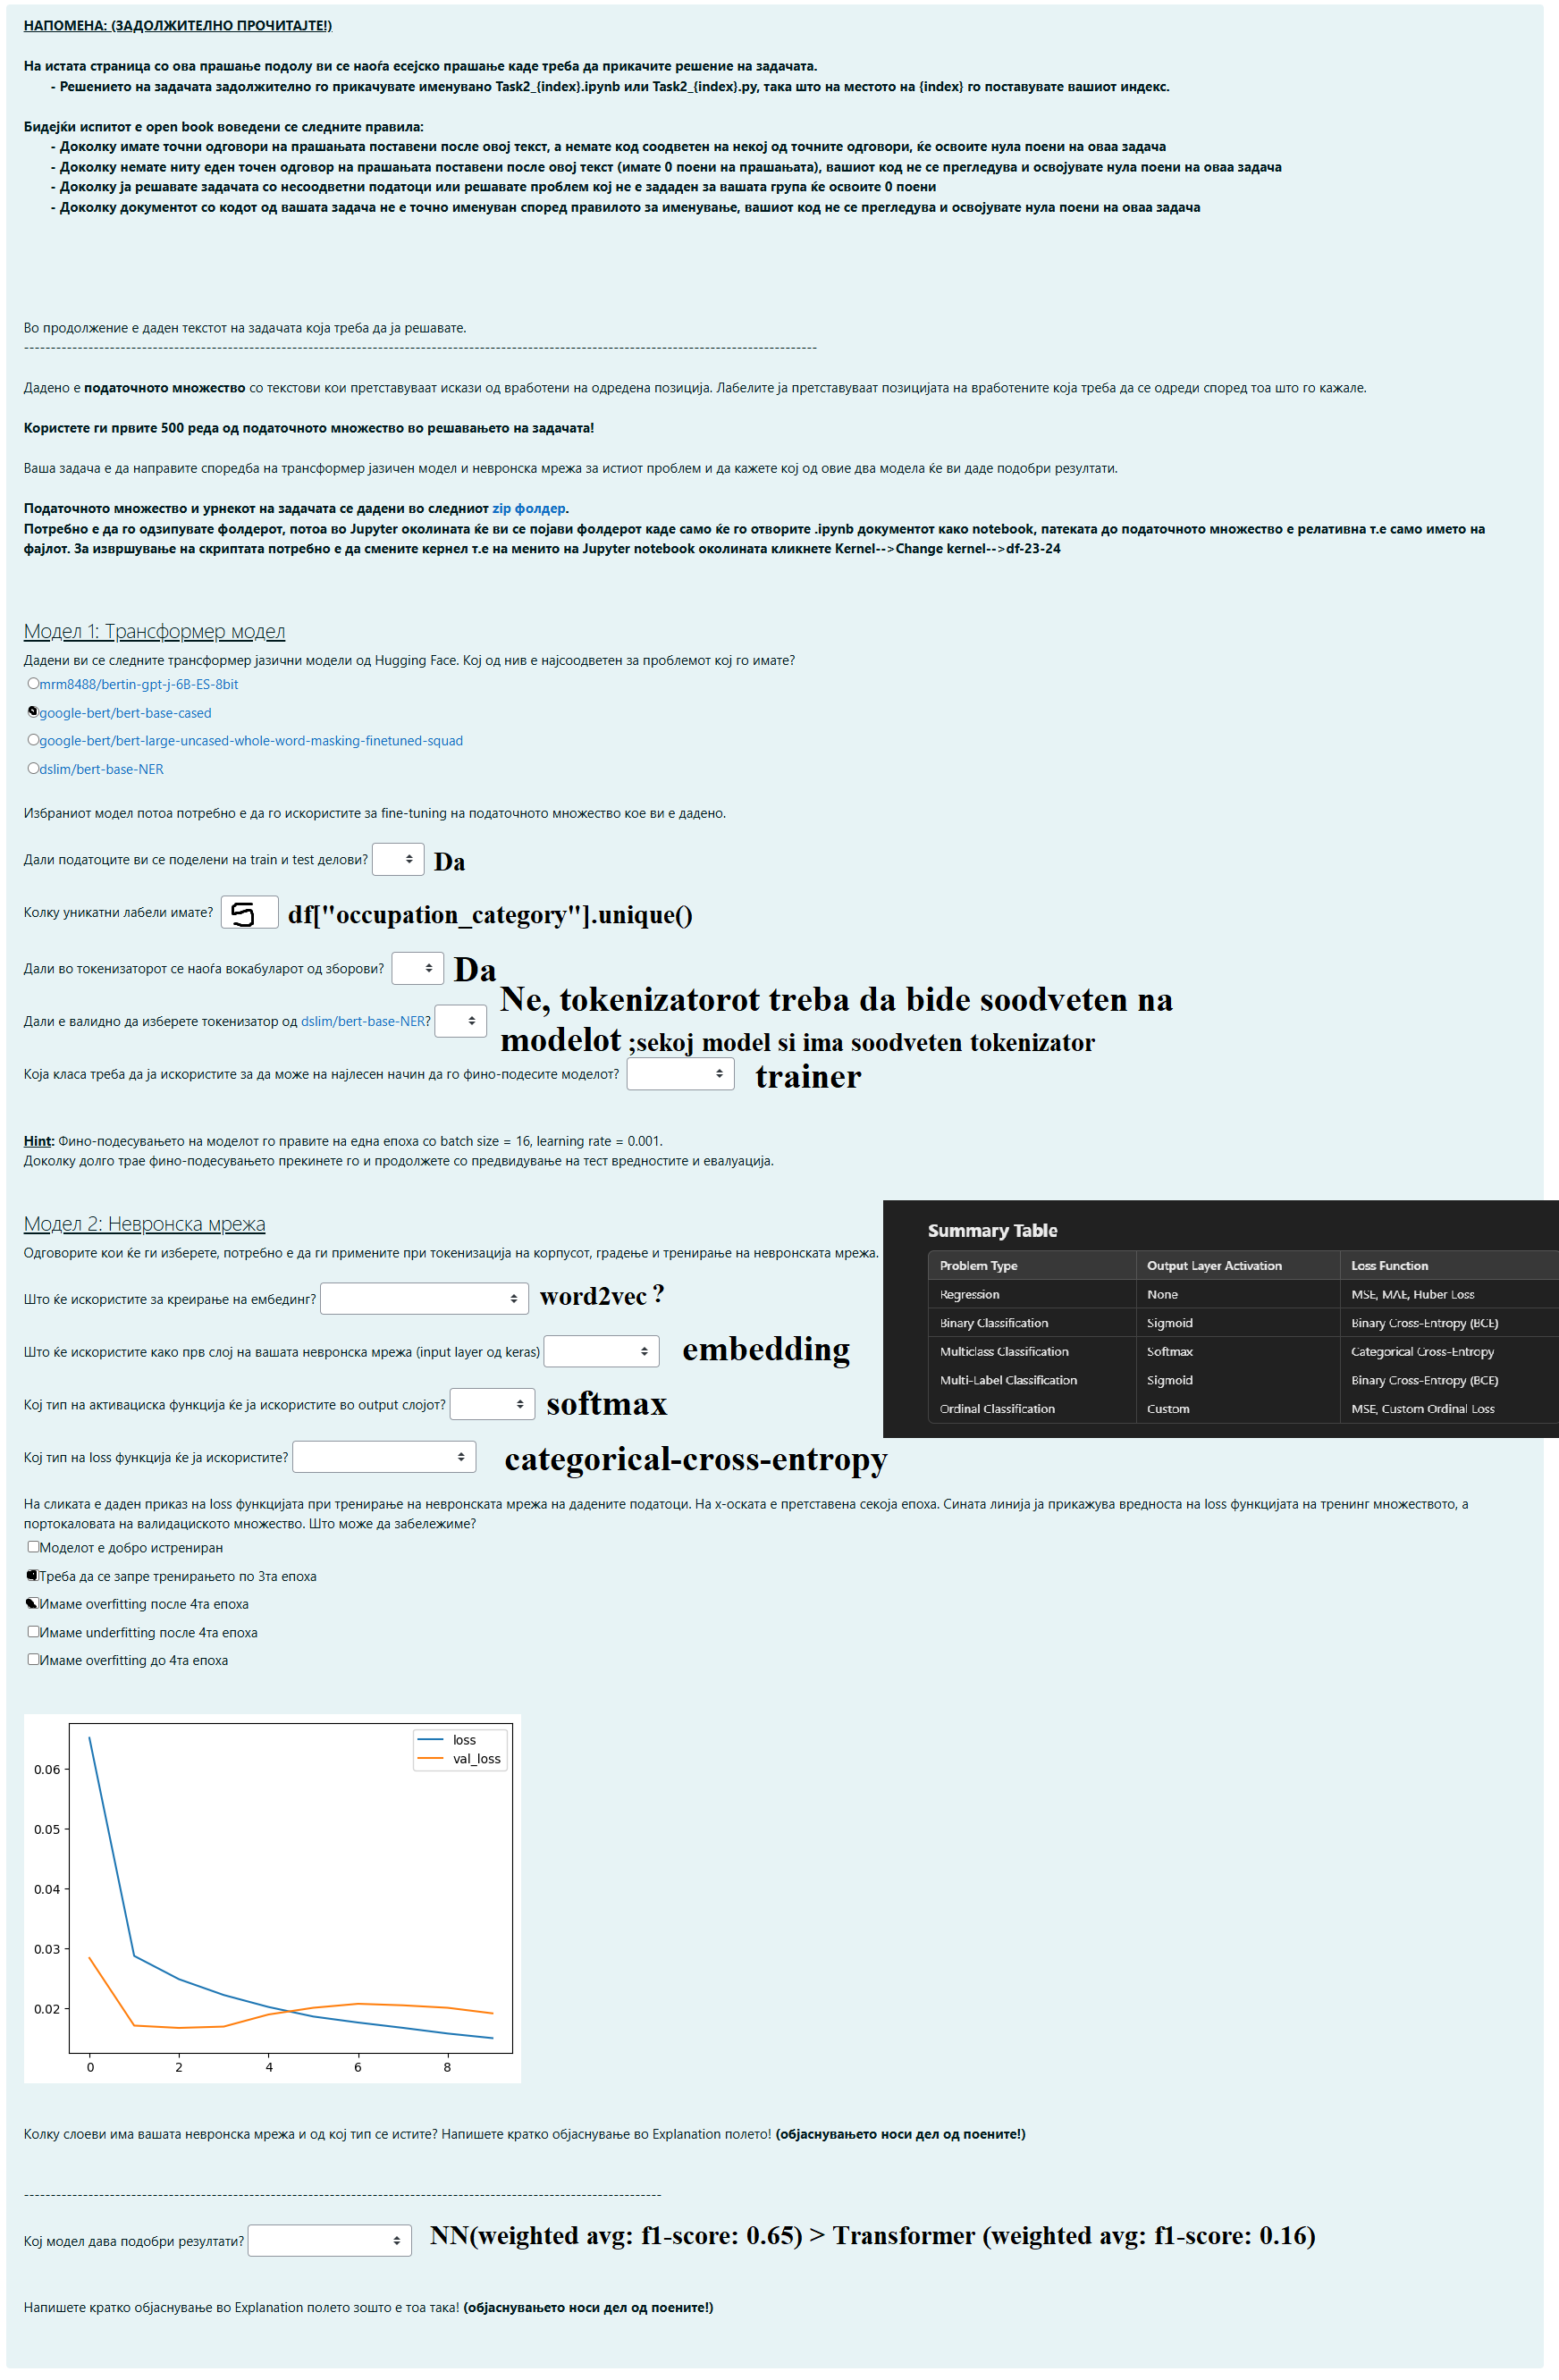 НАПОМЕНА: (ЗАДОЛЖИТЕЛНО ПРОЧИТАЈТЕ!)
На истата страница со ова прашање подолу ви се наоѓа есејско прашање каде треба да прикачите решение на задачата.
- Решението на задачата задолжително го прикачувате именувано Task2_{index}.ipynb или Task2_{index}.py, така што на местото на {index} го поставувате вашиот индекс.
Бидејќи испитот е open book воведени се следните правила:
- Доколку имате точни одговори на прашањата поставени после овој текст, а немате код соодветен на некој од точните одговори, ќе освоите нула поени на оваа задача
- Доколку немате ниту еден точен одговор на прашањата поставени после овој текст (имате 0 поени на прашањата), вашиот код не се прегледува и освојувате нула поени на оваа задача
- Доколку ја решавате задачата со несоодветни податоци или решавате проблем кој не е зададен за вашата група ќе освоите 0 поени
- Доколку документот со кодот од вашата задача не е точно именуван според правилото за именување, вашиот код не се прегледува и освојувате нула поени на оваа задача
Во продолжение е даден текстот на задачата која треба да ја решавате.
----------------------------------------------------------------------------------------------------------------------------------------------------
Дадено е податочното множество со текстови кои претставуваат искази од вработени на одредена позиција. Лабелите ја претставуваат позицијата на вработените која треба да се одреди според тоа што го кажале.
Користете ги првите 500 реда од податочното множество во решавањето на задачата!
Ваша задача е да направите споредба на трансформер јазичен модел и невронска мрежа за истиот проблем и да кажете кој од овие два модела ќе ви даде подобри резултати.
Податочното множество и урнекот на задачата се дадени во следниот zip фолдер.
Потребно е да го одзипувате фолдерот, потоа во Jupyter околината ќе ви се појави фолдерот каде само ќе го отворите .ipynb документот како notebook, патеката до податочното множество е релативна т.е само името на
фајлот. За извршување на скриптата потребно е да смените кернел т.е на менито на Jupyter notebook околината кликнете Kernel-->Change kernel-->df-23-24
Модел 1: Трансформер модел
Дадени ви се следните трансформер јазични модели од Hugging Face. Кој од нив е најсоодветен за проблемот кој го имате?
mrm8488/bertin-gpt-j-6B-ES-8bit
google-bert/bert-base-cased
google-bert/bert-large-uncased-whole-word-masking-finetuned-squad
dslim/bert-base-NER
Избраниот модел потоа потребно е да го искористите за fine-tuning на податочното множество кое ви е дадено.
Дали податоците ви се поделени на train и test делови? Da
Колку уникатни лабели имате? 5 df["occupation_category"].unique()
Дали во токенизаторот се наоѓа вокабуларот од зборови? Da
Дали е валидно да изберете токенизатор од dslim/bert-base-NER? Ne, tokenizatorot treba da bide soodveten na
modelot ;sekoj model si ima soodveten tokenizator
Која класа треба да ја искористите за да може на најлесен начин да го фино-подесите моделот? trainer
Hint: Фино-подесувањето на моделот го правите на една епоха со batch size = 16, learning rate = 0.001.
Доколку долго трае фино-подесувањето прекинете го и продолжете со предвидување на тест вредностите и евалуација.
Модел 2: Невронска мрежа
Одговорите кои ќе ги изберете, потребно е да ги примените при токенизација на корпусот, градење и тренирање на невронската мрежа.
Што ќе искористите за креирање на ембединг? word2vec ?
Што ќе искористите како прв слој на вашата невронска мрежа (input layer од keras) embedding
Кој тип на активациска функција ќе ја искористите во output слојот? softmax
Кој тип на loss функција ќе ја искористите? categorical-cross-entropy
Summary Table
Problem Type Output Layer Activation Loss Function
Regression None MSE, MAE, Huber Loss
Binary Classification Sigmoid Binary Cross-Entropy (BCE)
Multiclass Classification Softmax Categorical Cross-Entropy
Multi-Label Classification Sigmoid Binary Cross-Entropy (BCE)
Ordinal Classification Custom MSE, Custom Ordinal Loss
На сликата е даден приказ на loss функцијата при тренирање на невронската мрежа на дадените податоци. На x-оската е претставена секоја епоха. Сината линија ја прикажува вредноста на loss функцијата на тренинг множеството, а
портокаловата на валидациското множество. Што може да забележиме?
Моделот е добро истрениран
Треба да се запре тренирањето по 3та епоха
Имаме overfitting после 4та епоха
Имаме underfitting после 4та епоха
Имаме overfitting до 4та епоха
loss
val_loss
0.06
0.05
0.04
0.03
0.02
0 2 4 6 8
Колку слоеви има вашата невронска мрежа и од кој тип се истите? Напишете кратко објаснување во Explanation полето! (објаснувањето носи дел од поените!)
-----------------------------------------------------------------------------------------------------------------------
Кој модел дава подобри резултати? NN(weighted avg: f1-score: 0.65) > Transformer (weighted avg: f1-score: 0.16)
Напишете кратко објаснување во Explanation полето зошто е тоа така! (објаснувањето носи дел од поените!)